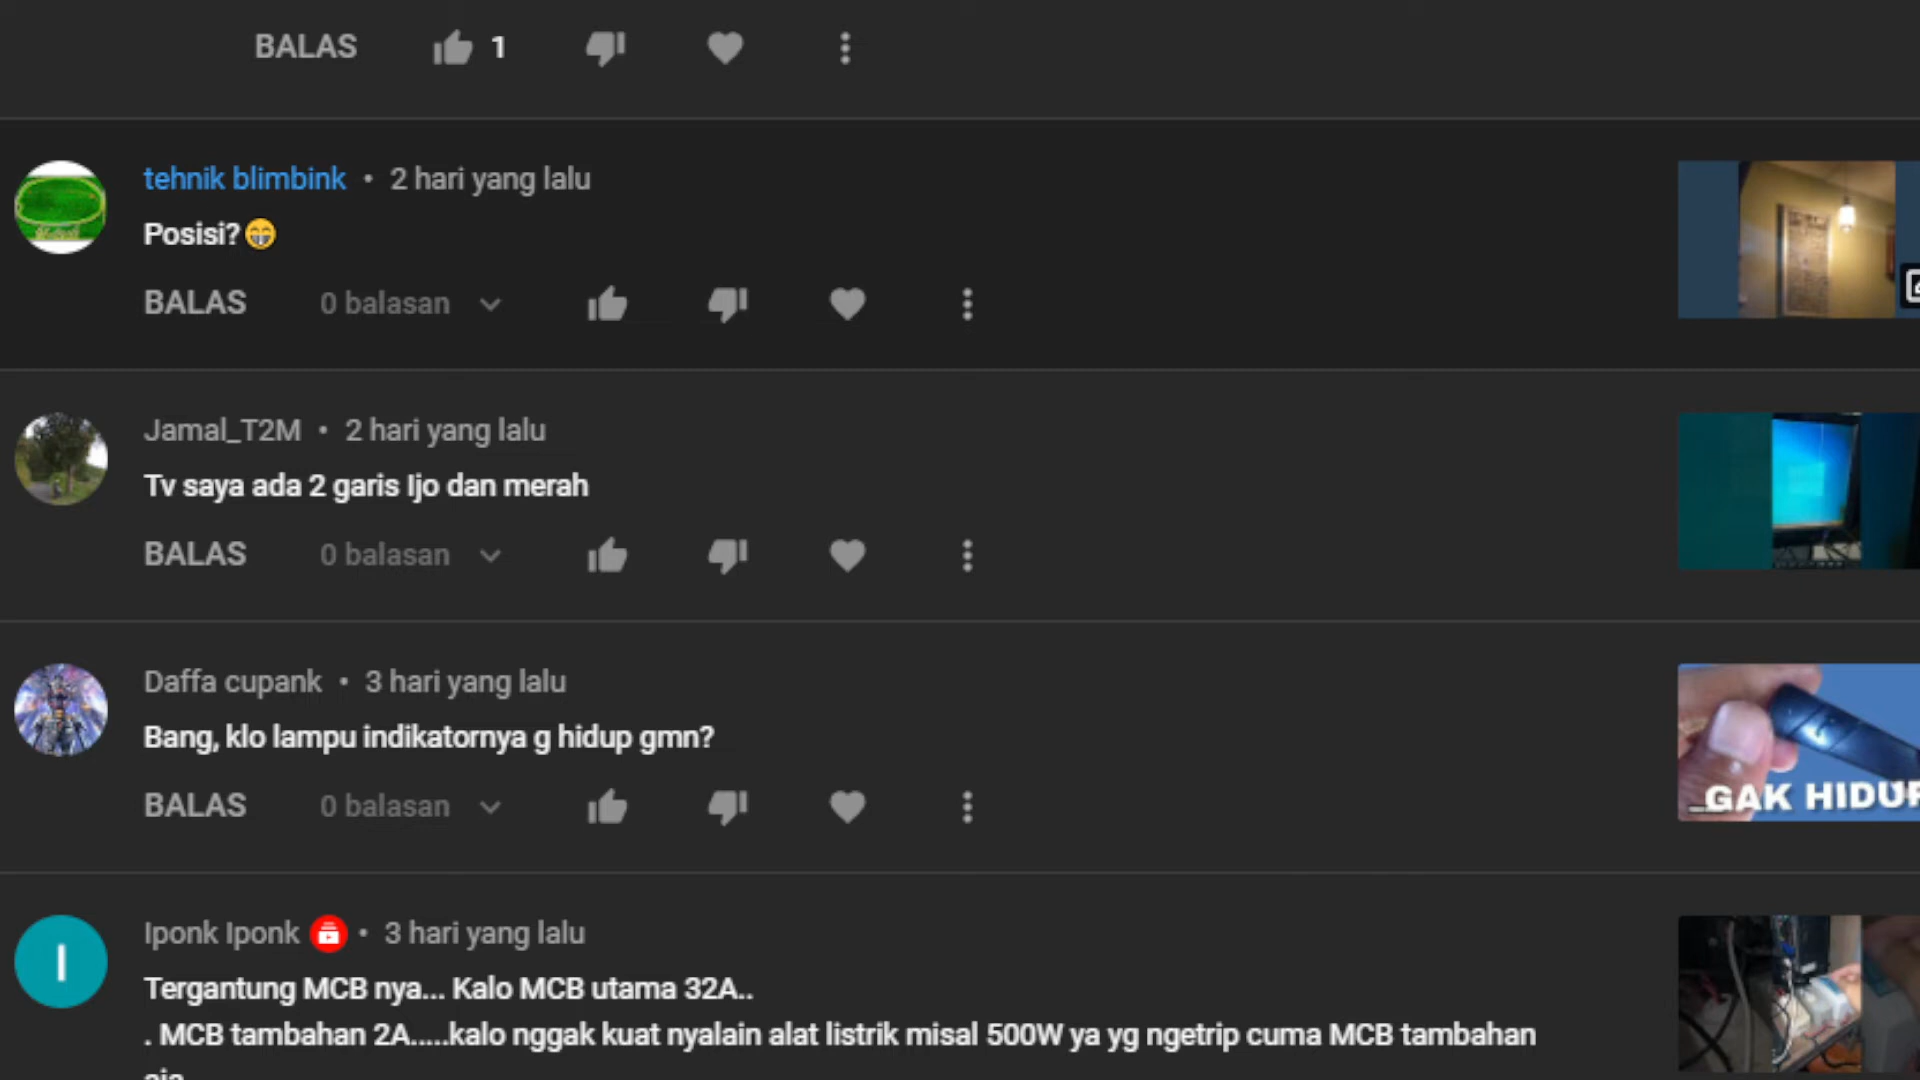 BALAS 1
tehnik blimbink • 2 hari yang lalu
Posisi?😁
BALAS 0 balasan
Jamal_T2M • 2 hari yang lalu
Tv saya ada 2 garis Ijo dan merah
BALAS 0 balasan
Daffa cupank • 3 hari yang lalu
Bang, klo lampu indikatornya g hidup gmn?
BALAS 0 balasan
GAK HIDUP
I
Iponk Iponk • 3 hari yang lalu
Tergantung MCB nya... Kalo MCB utama 32A..
. MCB tambahan 2A.....kalo nggak kuat nyalain alat listrik misal 500W ya yg ngetrip cuma MCB tambahan